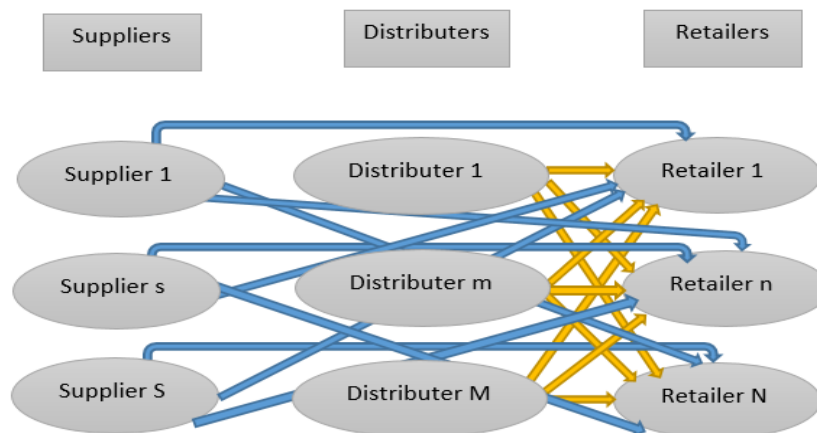 Suppliers
Distributers
Retailers
Supplier 1
Distributer 1
Retailer 1
Supplier s
Distributer m
Retailer n
Supplier S
Distributer M
Retailer N